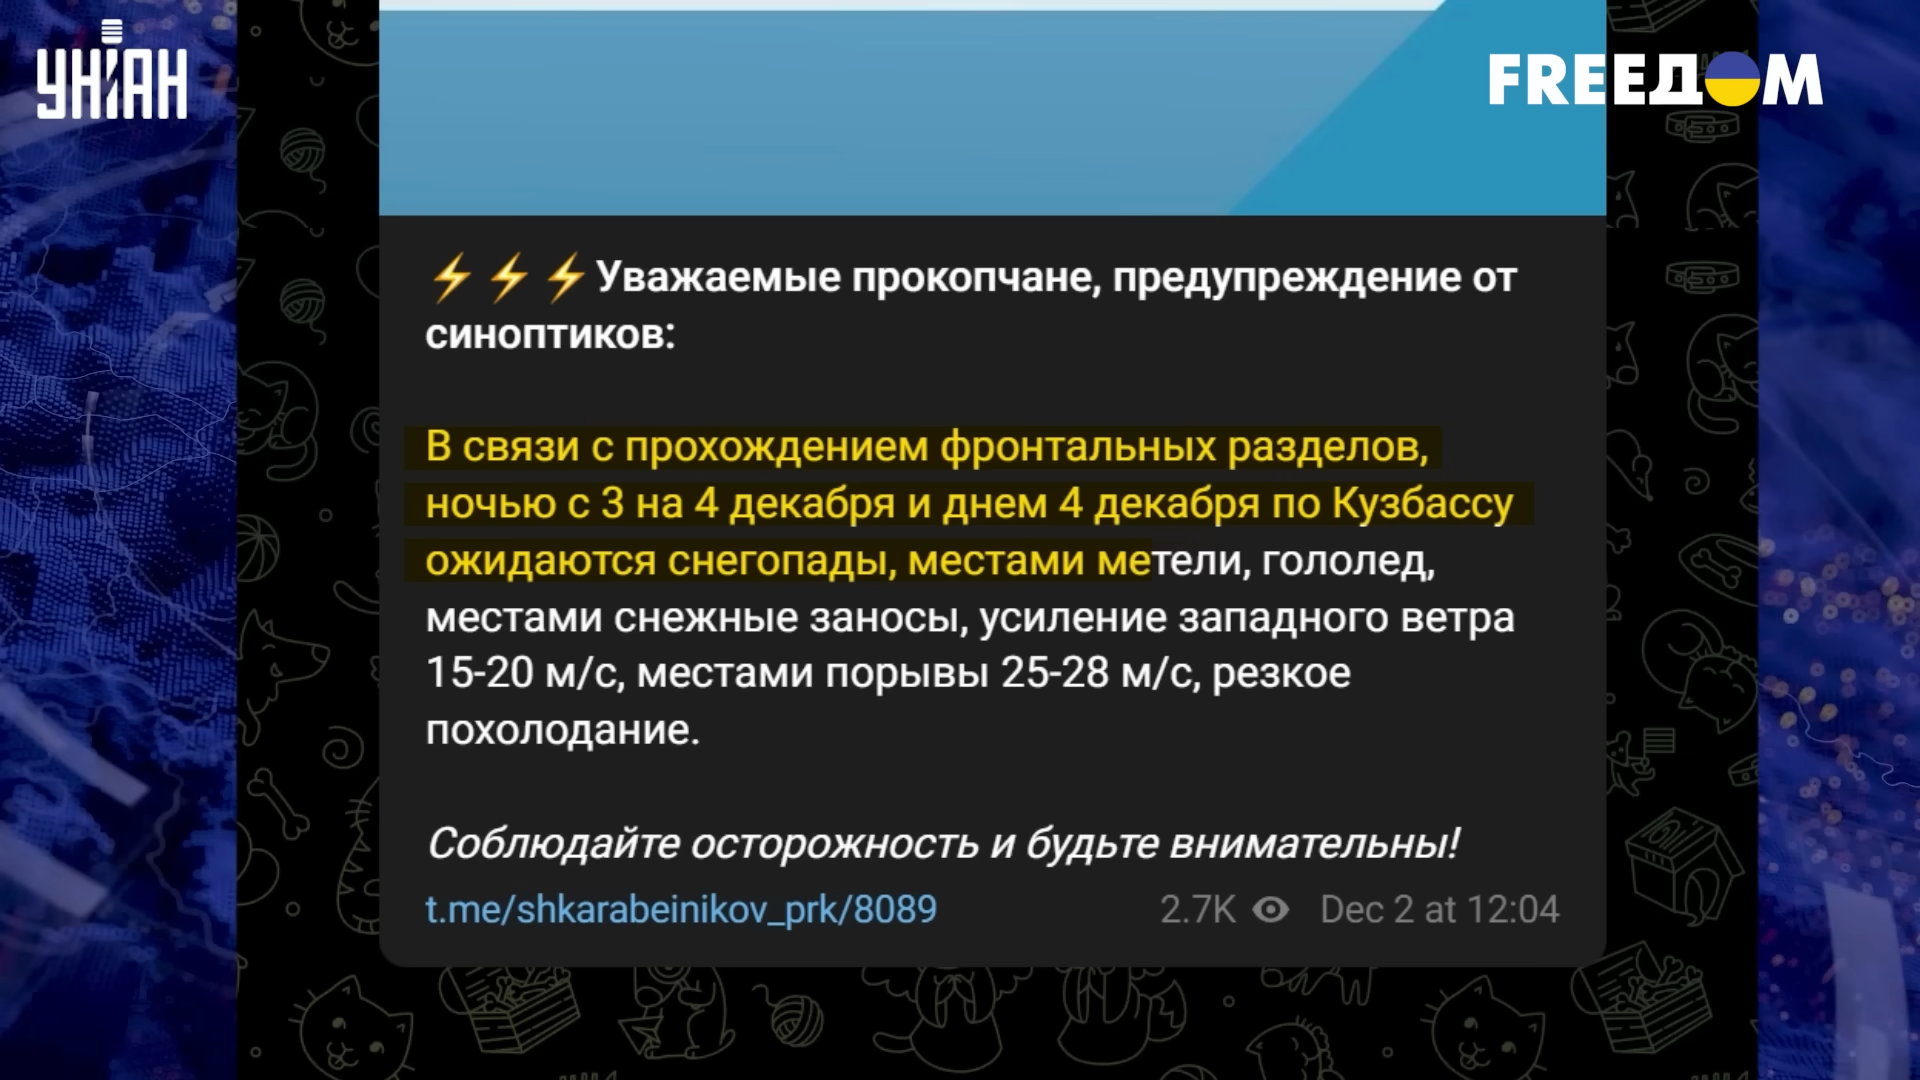 УНІАН
FREEДОМ
⚡⚡⚡Уважаемые прокопчане, предупреждение от
синоптиков:
В связи с прохождением фронтальных разделов,
ночью с 3 на 4 декабря и днем 4 декабря по Кузбассу
ожидаются снегопады, местами метели, гололед,
местами снежные заносы, усиление западного ветра
15-20 м/с, местами порывы 25-28 м/с, резкое
похолодание.
Соблюдайте осторожность и будьте внимательны!
t.me/shkarabeinikov_prk/8089
2.7K Dec 2 at 12:04